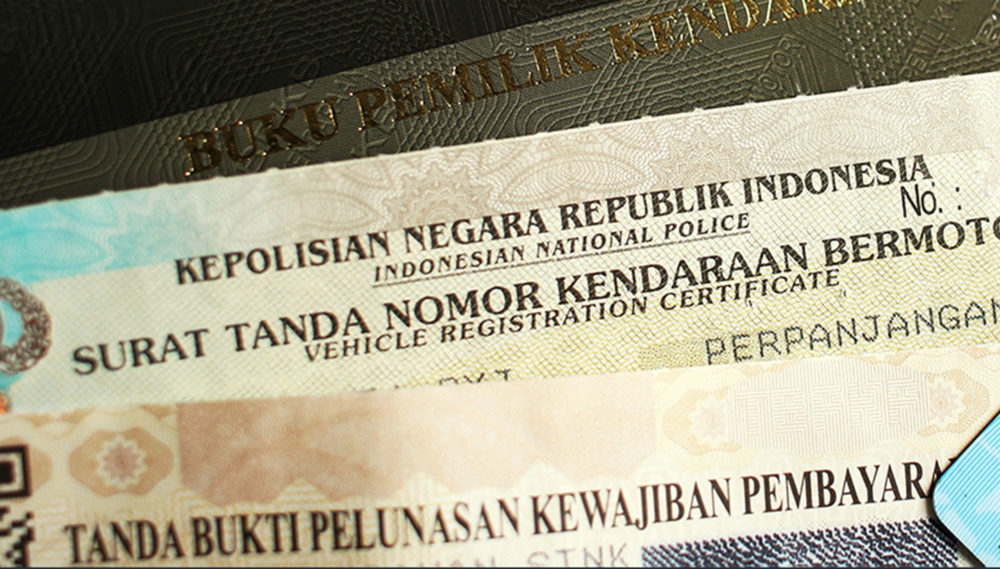 BUKU PEMILIK KENDAR
KEPOLISIAN NEGARA REPUBLIK INDONESIA
INDONESIAN NATIONAL POLICE
No. :
SURAT TANDA NOMOR KENDARAAN BERMOTO
VEHICLE REGISTRATION CERTIFICATE
PERPANJANGAN
TANDA BUKTI PELUNASAN KEWAJIBAN PEMBAYARA
STNK